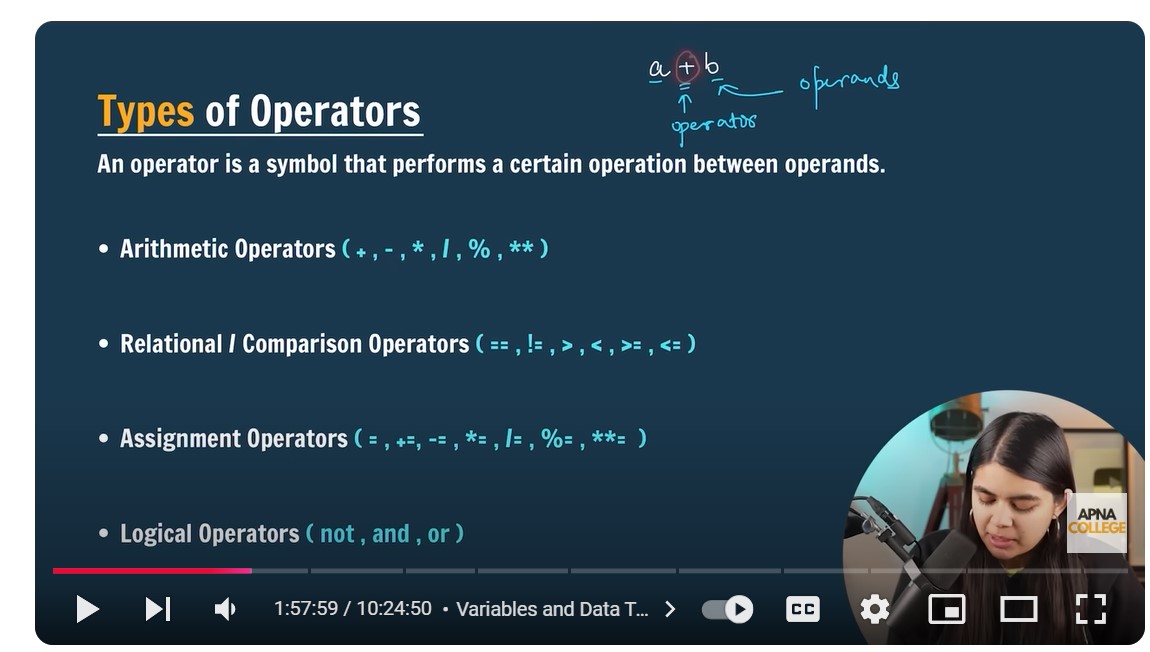 a + b
operands
operator
Types of Operators
An operator is a symbol that performs a certain operation between operands.
• Arithmetic Operators ( + , - , * , / , % , ** )
• Relational / Comparison Operators ( == , != , > , < , >= , <= )
• Assignment Operators ( = , +=, -= , *= , /= , %= , **= )
• Logical Operators ( not , and , or )
APNA
COLLEGE
1:57:59 / 10:24:50 • Variables and Data T...
CC